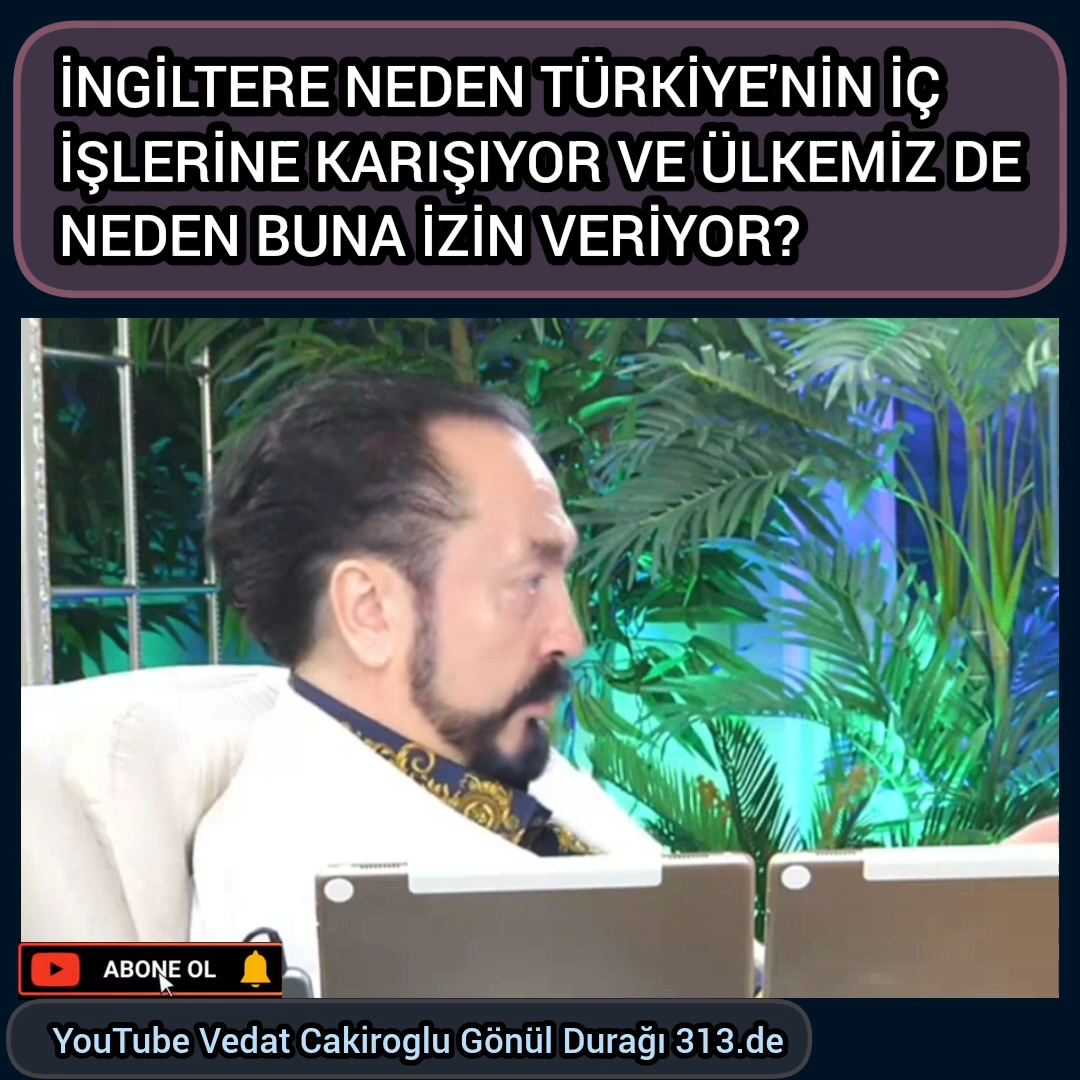 İNGİLTERE NEDEN TÜRKİYE'NİN İÇ
İŞLERİNE KARIŞIYOR VE ÜLKEMİZ DE
NEDEN BUNA İZİN VERİYOR?
ABONE OL
YouTube Vedat Cakiroglu Gönül Durağı 313.de